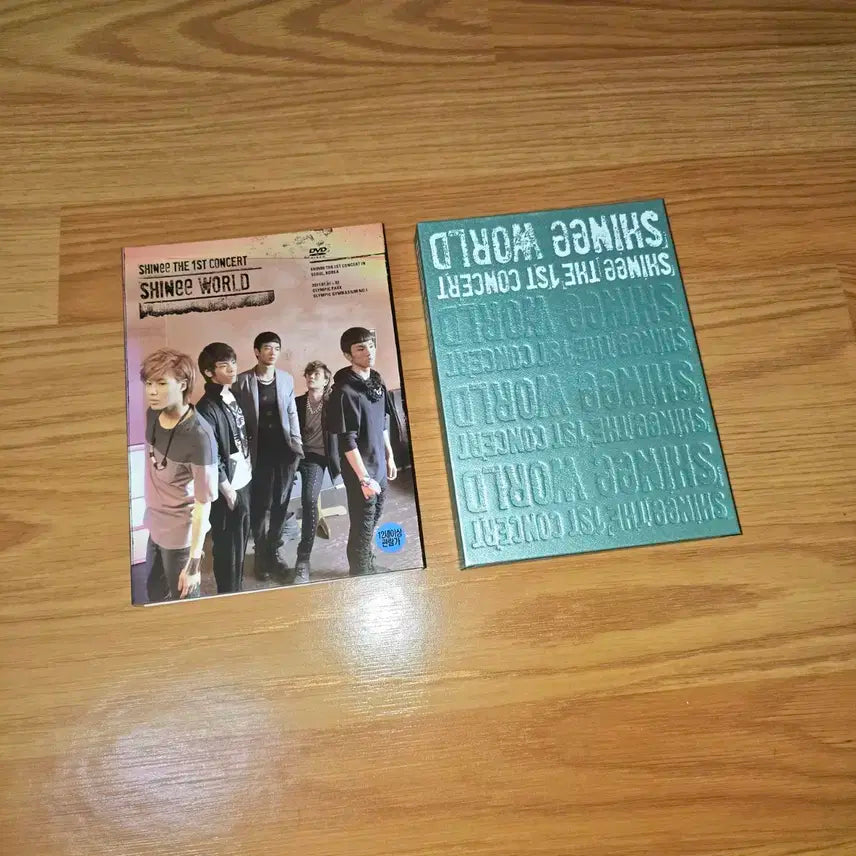 SHINee THE 1ST CONCERT
SHINee WORLD
DVD
SHINee THE 1ST CONCERT IN
SEOUL, KOREA
OLYMPIC PARK
OLYMPIC GYMNASIUM NO.1
12세이상
관람가
SHINee WORLD
SHINee THE 1ST CONCERT
SHINee WORLD
SHINee THE 1ST CONCERT
SHINee WORLD
SHINee THE 1ST CONCERT
SHINee WORLD
SHINee THE 1ST CONCERT